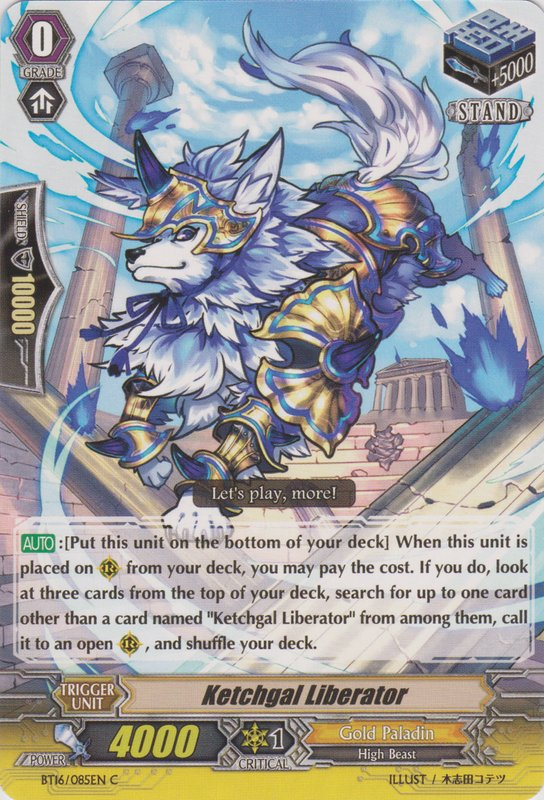 0
GRADE
+5000
STAND
SHIELD 10000
Let's play, more!
AUTO :[Put this unit on the bottom of your deck] When this unit is
placed on R from your deck, you may pay the cost. If you do, look
at three cards from the top of your deck, search for up to one card
other than a card named "Ketchgal Liberator" from among them, call
it to an open R , and shuffle your deck.
TRIGGER
UNIT
Ketchgal Liberator
POWER 4000
1
CRITICAL
Gold Paladin
High Beast
BT16/085EN C
ILLUST / 木志田コテツ